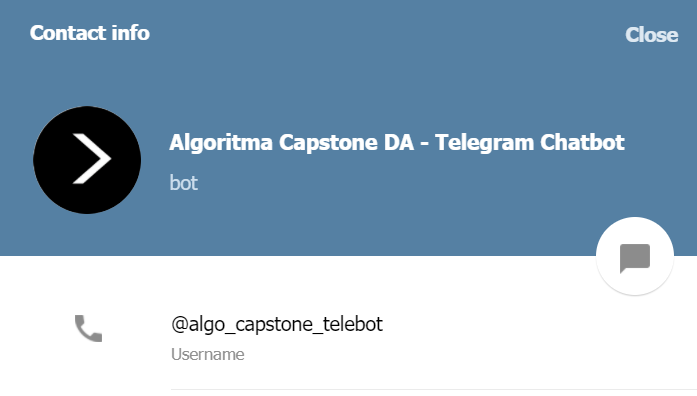 Contact info
Close
Algoritma Capstone DA - Telegram Chatbot
bot
@algo_capstone_telebot
Username